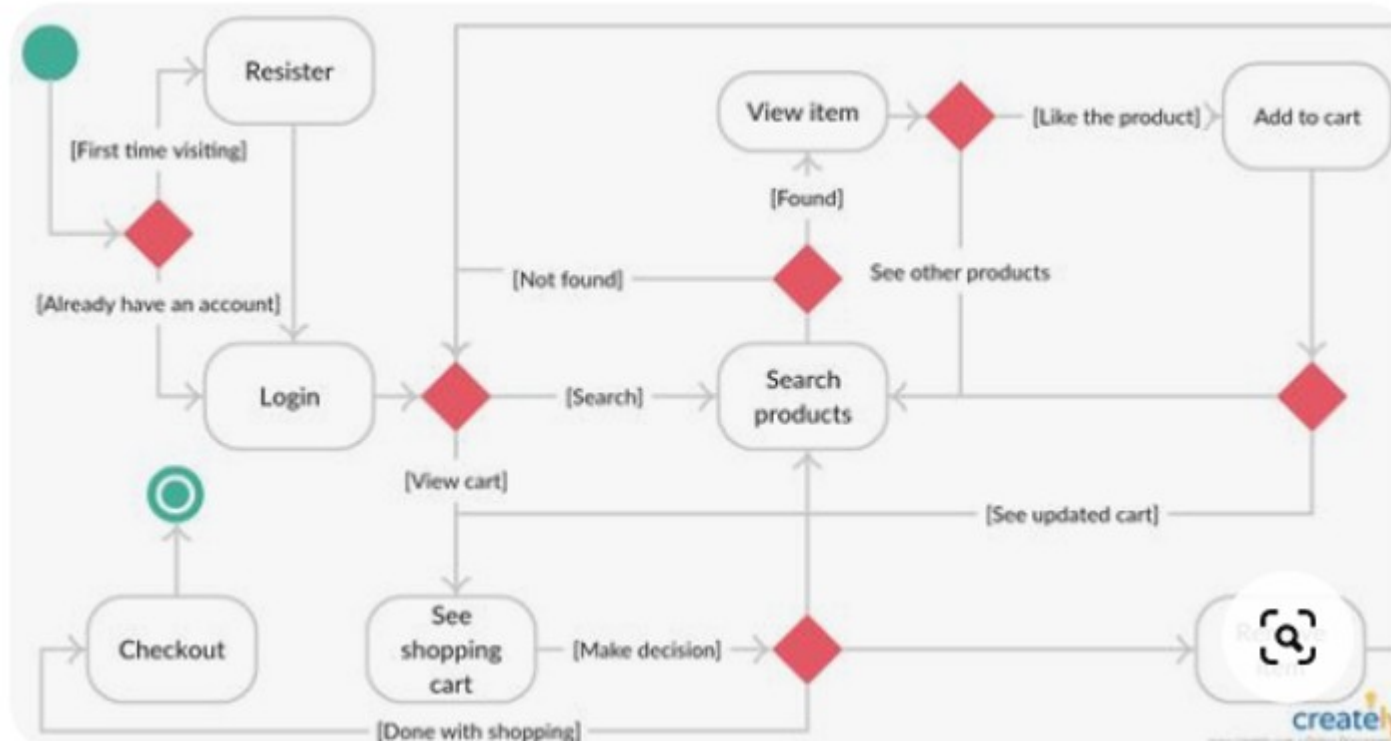 Resister
View item
[Like the product]
Add to cart
[First time visiting]
[Found]
[Not found]
See other products
[Already have an account]
Login
[Search]
Search
products
[View cart]
[See updated cart]
Checkout
See
shopping
cart
[Make decision]
[Done with shopping]
creately